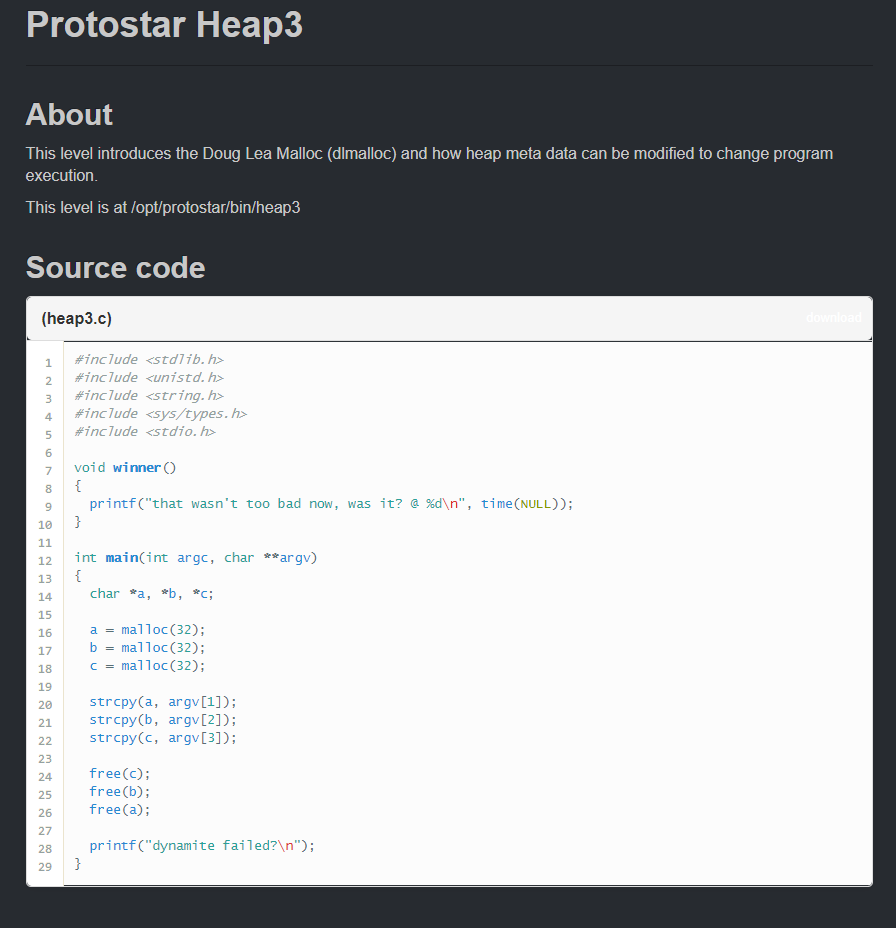 Protostar Heap3
About
This level introduces the Doug Lea Malloc (dlmalloc) and how heap meta data can be modified to change program
execution.
This level is at /opt/protostar/bin/heap3
Source code
(heap3.c) download
1 #include <stdlib.h>
2 #include <unistd.h>
3 #include <string.h>
4 #include <sys/types.h>
5 #include <stdio.h>
6
7 void winner()
8 {
9   printf("that wasn't too bad now, was it? @ %d\n", time(NULL));
10 }
11
12 int main(int argc, char **argv)
13 {
14   char *a, *b, *c;
15
16   a = malloc(32);
17   b = malloc(32);
18   c = malloc(32);
19
20   strcpy(a, argv[1]);
21   strcpy(b, argv[2]);
22   strcpy(c, argv[3]);
23
24   free(c);
25   free(b);
26   free(a);
27
28   printf("dynamite failed?\n");
29 }